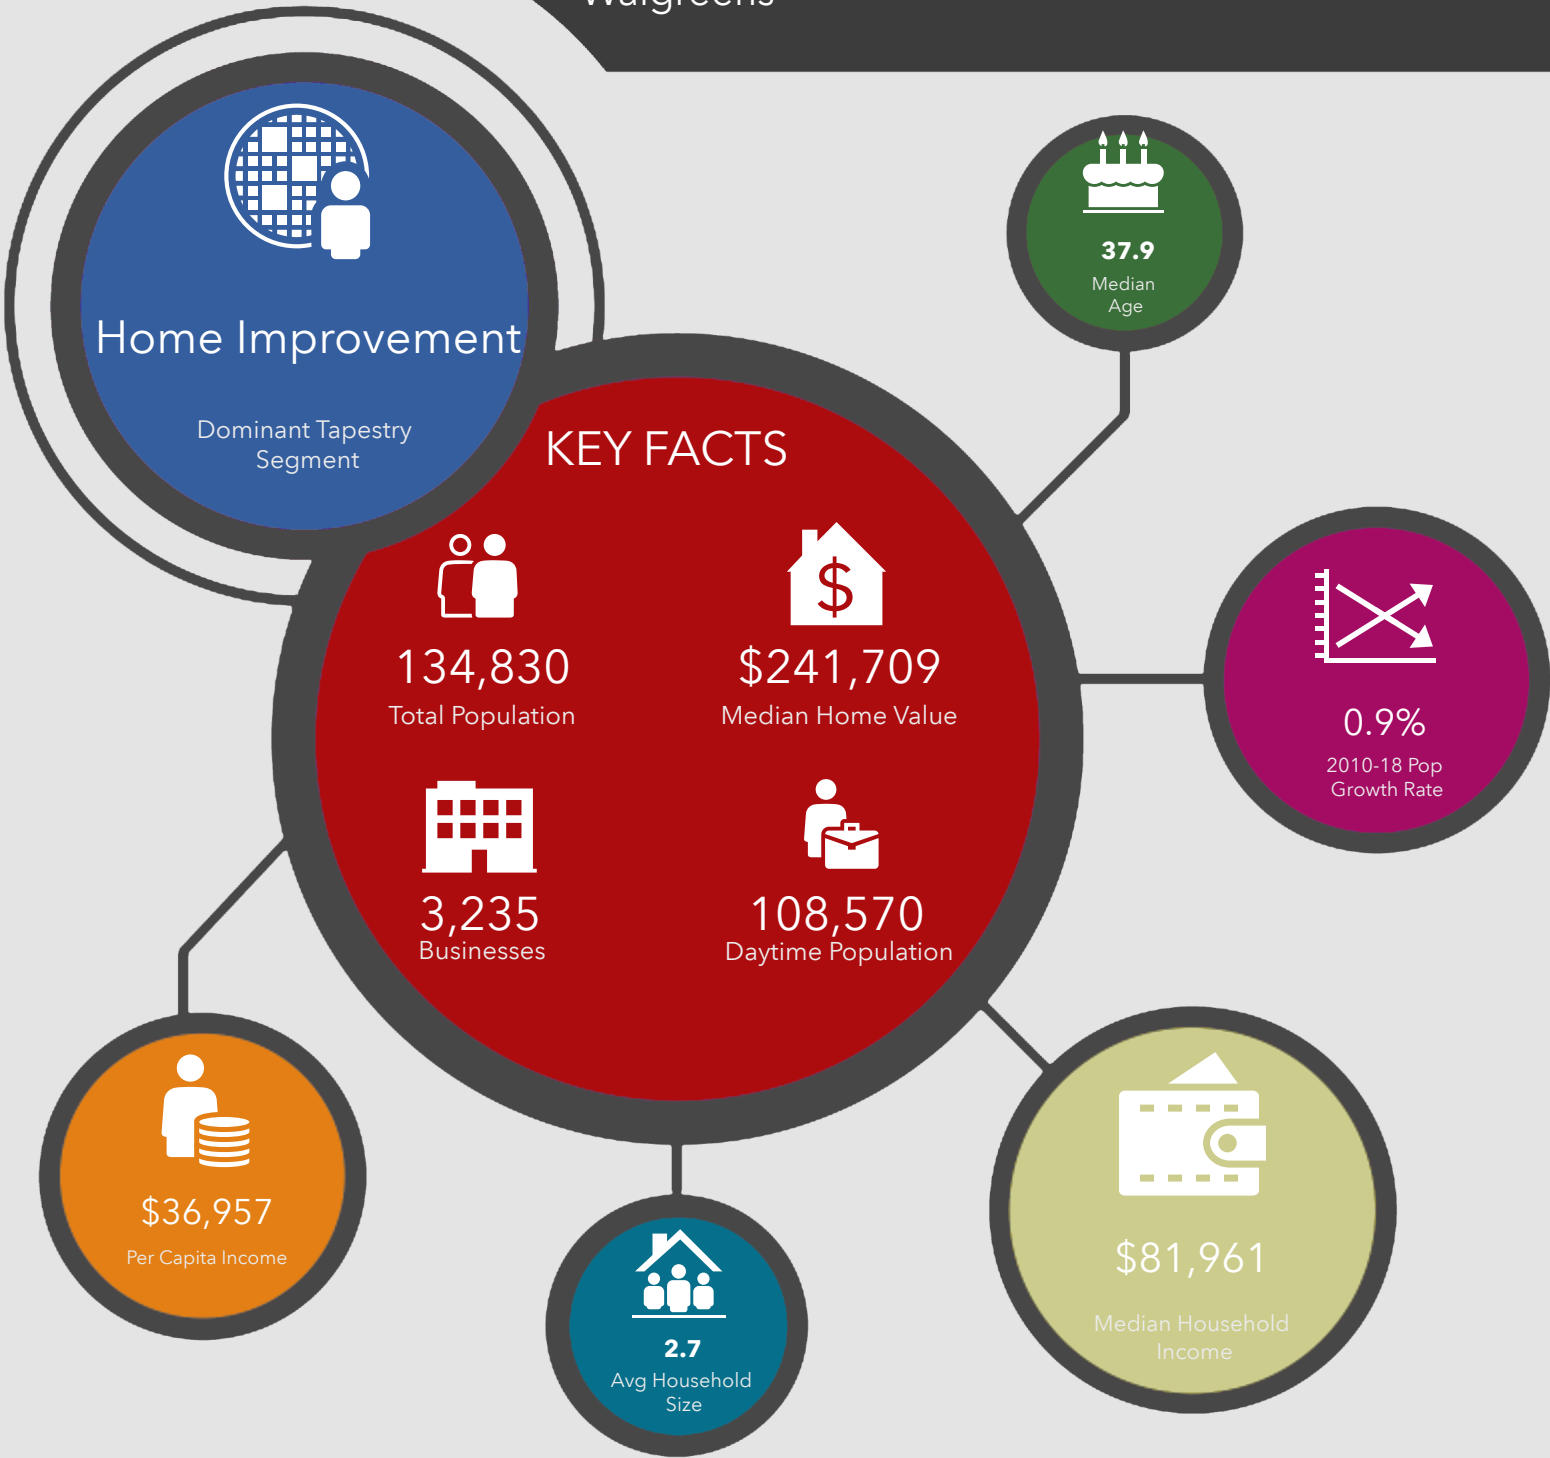 Walgreens
Home Improvement
Dominant Tapestry
Segment
KEY FACTS
134,830
Total Population
$241,709
Median Home Value
3,235
Businesses
108,570
Daytime Population
37.9
Median
Age
0.9%
2010-18 Pop
Growth Rate
$36,957
Per Capita Income
2.7
Avg Household
Size
$81,961
Median Household
Income
$